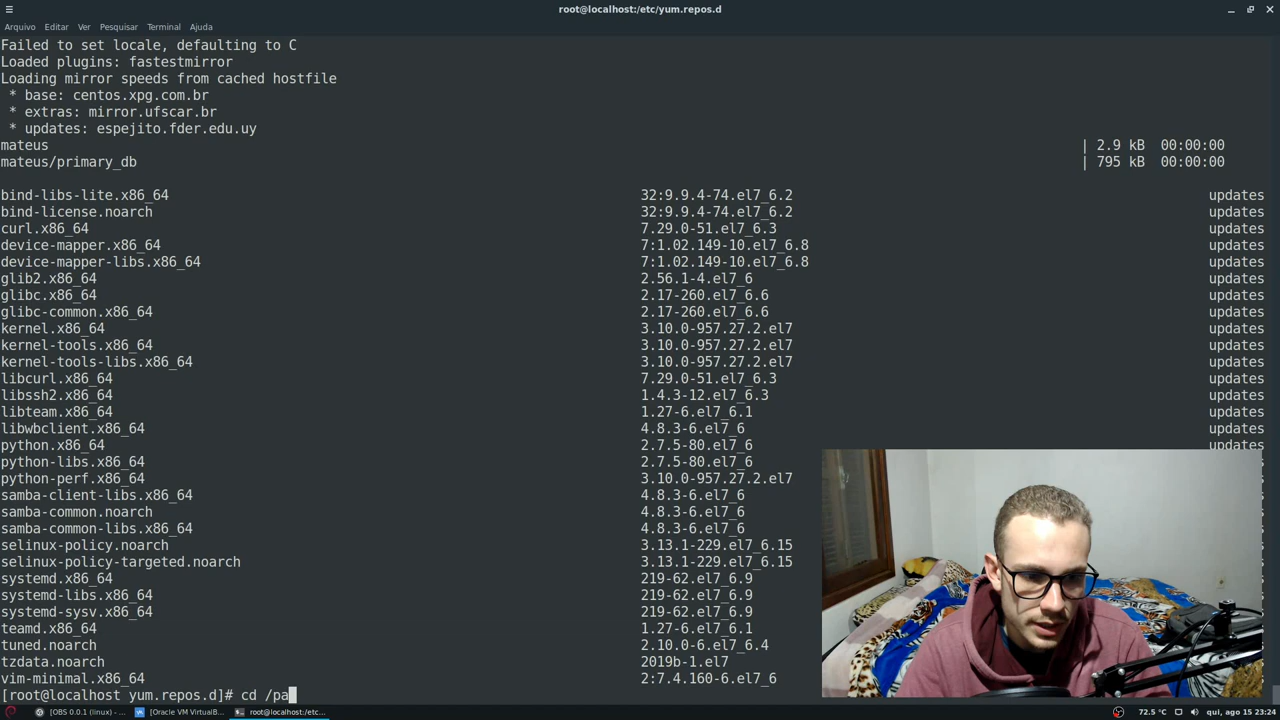 root@localhost:/etc/yum.repos.d
Arquivo Editar Ver Pesquisar Terminal Ajuda
Failed to set locale, defaulting to C
Loaded plugins: fastestmirror
Loading mirror speeds from cached hostfile
* base: centos.xpg.com.br
* extras: mirror.ufscar.br
* updates: espejito.fder.edu.uy
mateus | 2.9 kB 00:00:00
mateus/primary_db | 795 kB 00:00:00
bind-libs-lite.x86_64 32:9.9.4-74.el7_6.2 updates
bind-license.noarch 32:9.9.4-74.el7_6.2 updates
curl.x86_64 7.29.0-51.el7_6.3 updates
device-mapper.x86_64 7:1.02.149-10.el7_6.8 updates
device-mapper-libs.x86_64 7:1.02.149-10.el7_6.8 updates
glib2.x86_64 2.56.1-4.el7_6 updates
glibc.x86_64 2.17-260.el7_6.6 updates
glibc-common.x86_64 2.17-260.el7_6.6 updates
kernel.x86_64 3.10.0-957.27.2.el7 updates
kernel-tools.x86_64 3.10.0-957.27.2.el7 updates
kernel-tools-libs.x86_64 3.10.0-957.27.2.el7 updates
libcurl.x86_64 7.29.0-51.el7_6.3 updates
libssh2.x86_64 1.4.3-12.el7_6.3 updates
libteam.x86_64 1.27-6.el7_6.1 updates
libwbclient.x86_64 4.8.3-6.el7_6 updates
python.x86_64 2.7.5-80.el7_6 updates
python-libs.x86_64 2.7.5-80.el7_6
python-perf.x86_64 3.10.0-957.27.2.el7
samba-client-libs.x86_64 4.8.3-6.el7_6
samba-common.noarch 4.8.3-6.el7_6
samba-common-libs.x86_64 4.8.3-6.el7_6
selinux-policy.noarch 3.13.1-229.el7_6.15
selinux-policy-targeted.noarch 3.13.1-229.el7_6.15
systemd.x86_64 219-62.el7_6.9
systemd-libs.x86_64 219-62.el7_6.9
systemd-sysv.x86_64 219-62.el7_6.9
teamd.x86_64 1.27-6.el7_6.1
tuned.noarch 2.10.0-6.el7_6.4
tzdata.noarch 2019b-1.el7
vim-minimal.x86_64 2:7.4.160-6.el7_6
[root@localhost yum.repos.d]# cd /pa
[OBS 0.0.1 (linux) - ... [Oracle VM VirtualB... root@localhost:/etc... 72.5 °C qui, ago 15 23:24